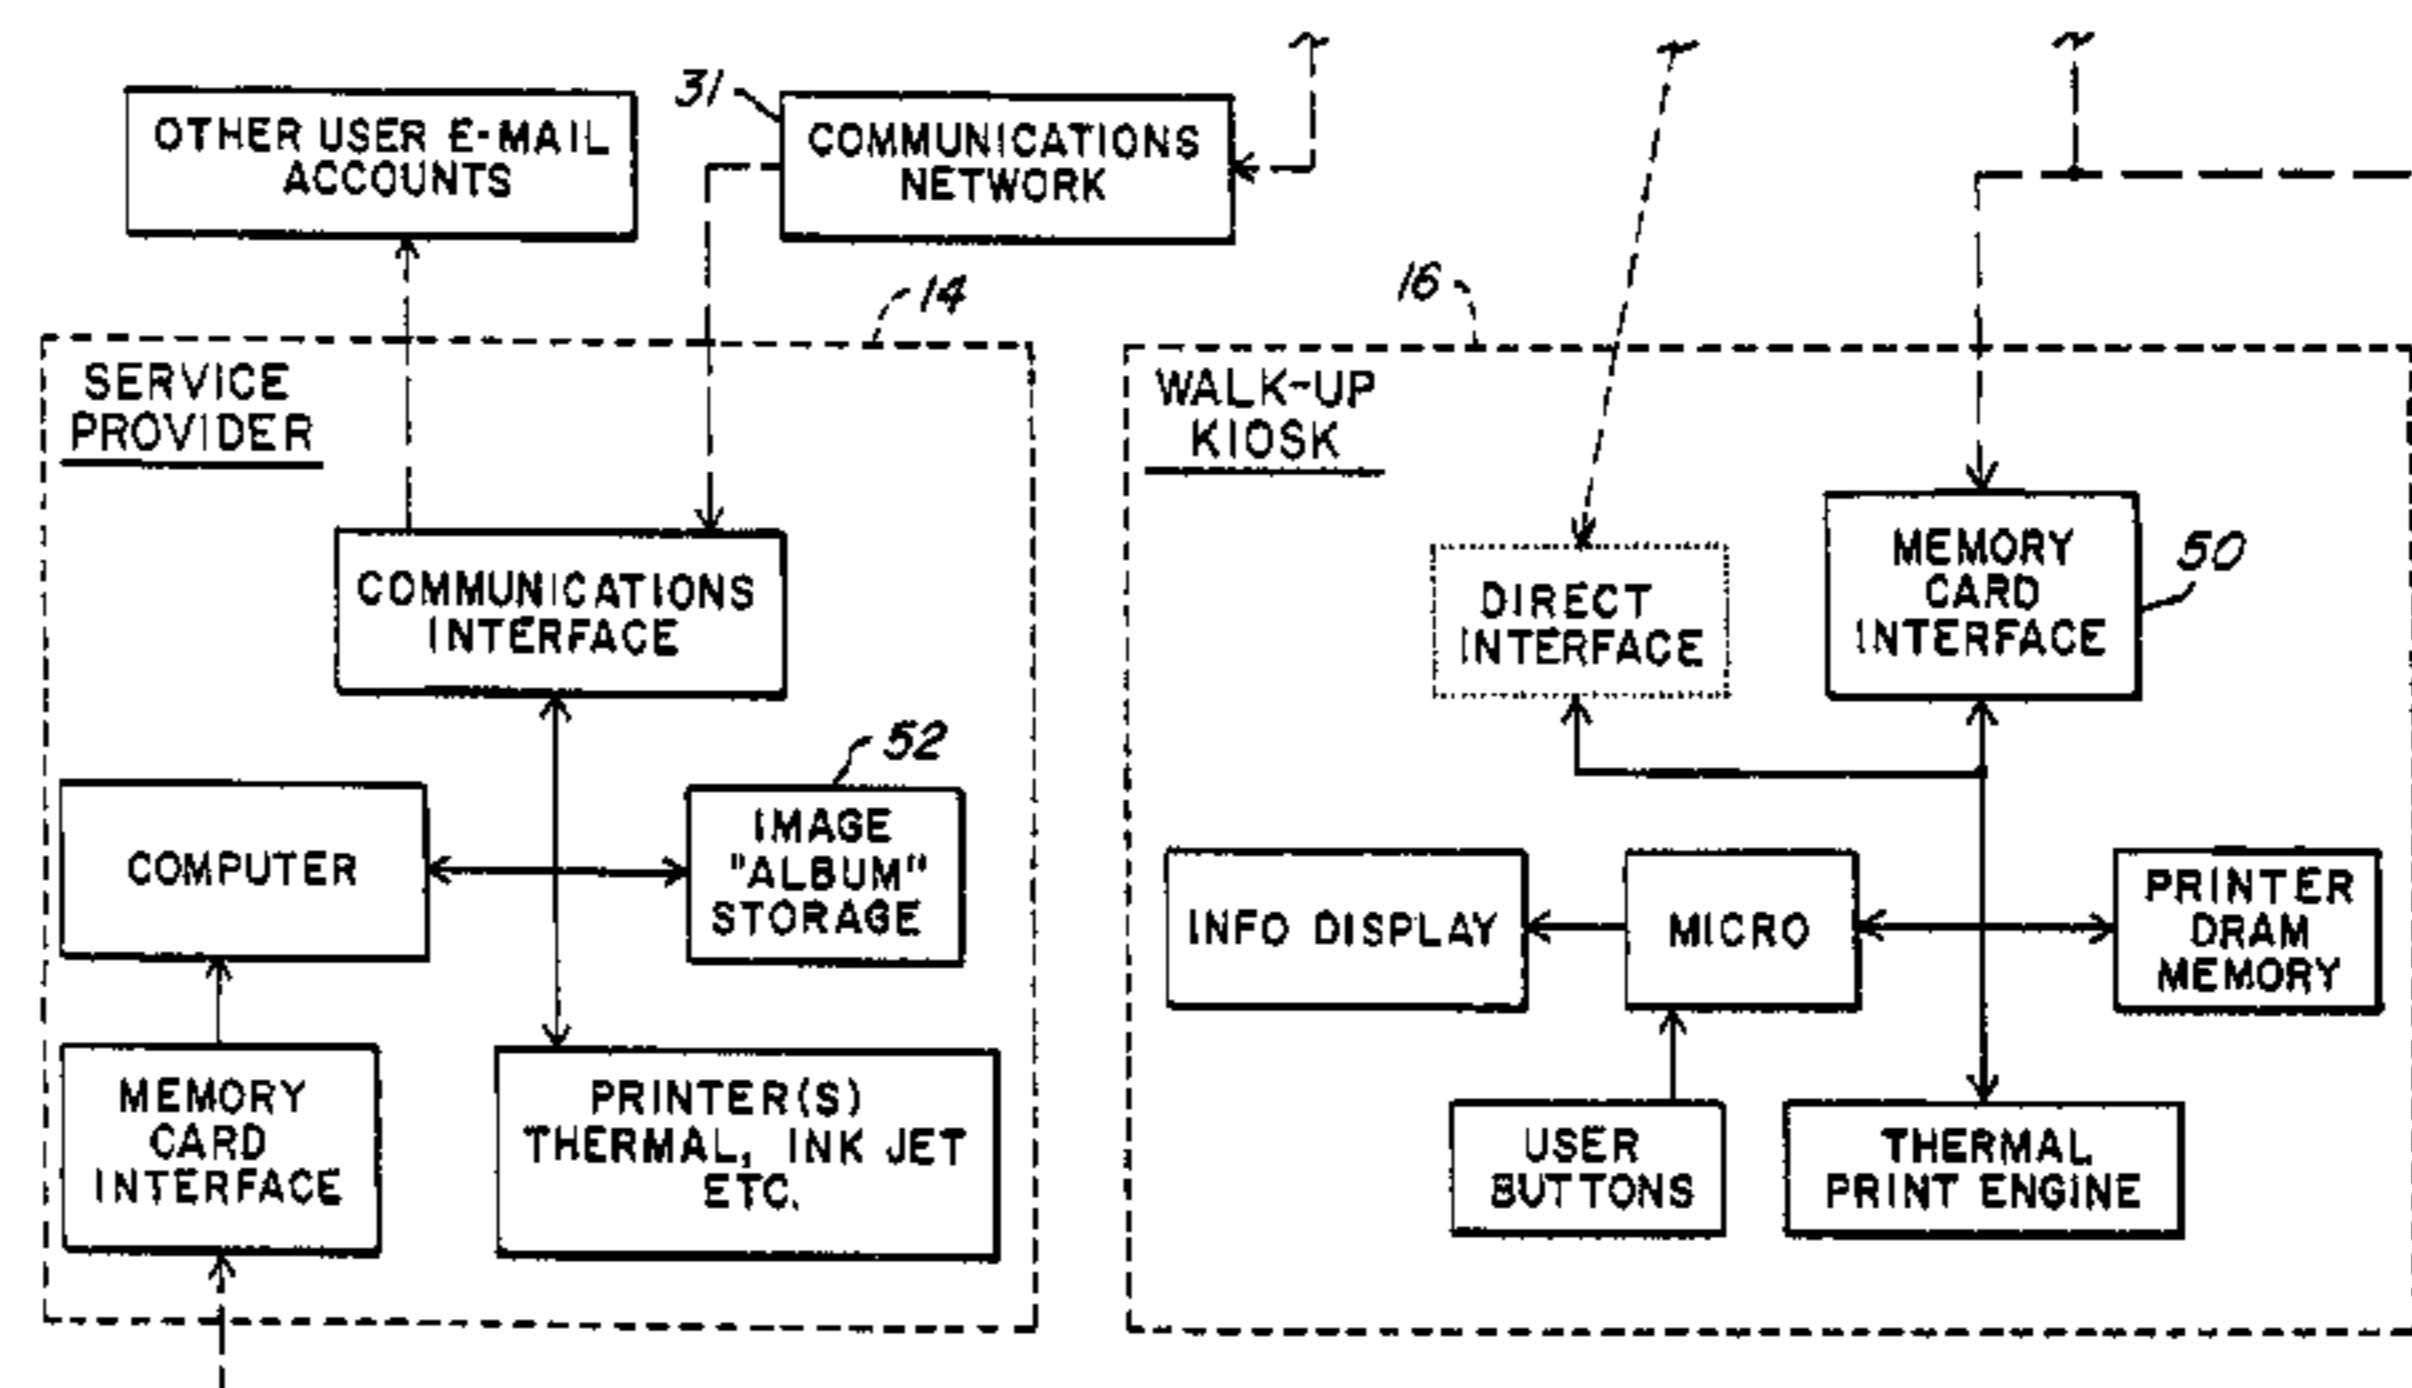 OTHER USER E-MAIL
ACCOUNTS
31
COMMUNICATIONS
NETWORK
14
SERVICE
PROVIDER
COMMUNICATIONS
INTERFACE
52
COMPUTER
IMAGE
"ALBUM"
STORAGE
MEMORY
CARD
INTERFACE
PRINTER(S)
THERMAL, INK JET
ETC.
16
WALK-UP
KIOSK
DIRECT
INTERFACE
MEMORY
CARD
INTERFACE
50
INFO DISPLAY
MICRO
PRINTER
DRAM
MEMORY
USER
BUTTONS
THERMAL
PRINT ENGINE